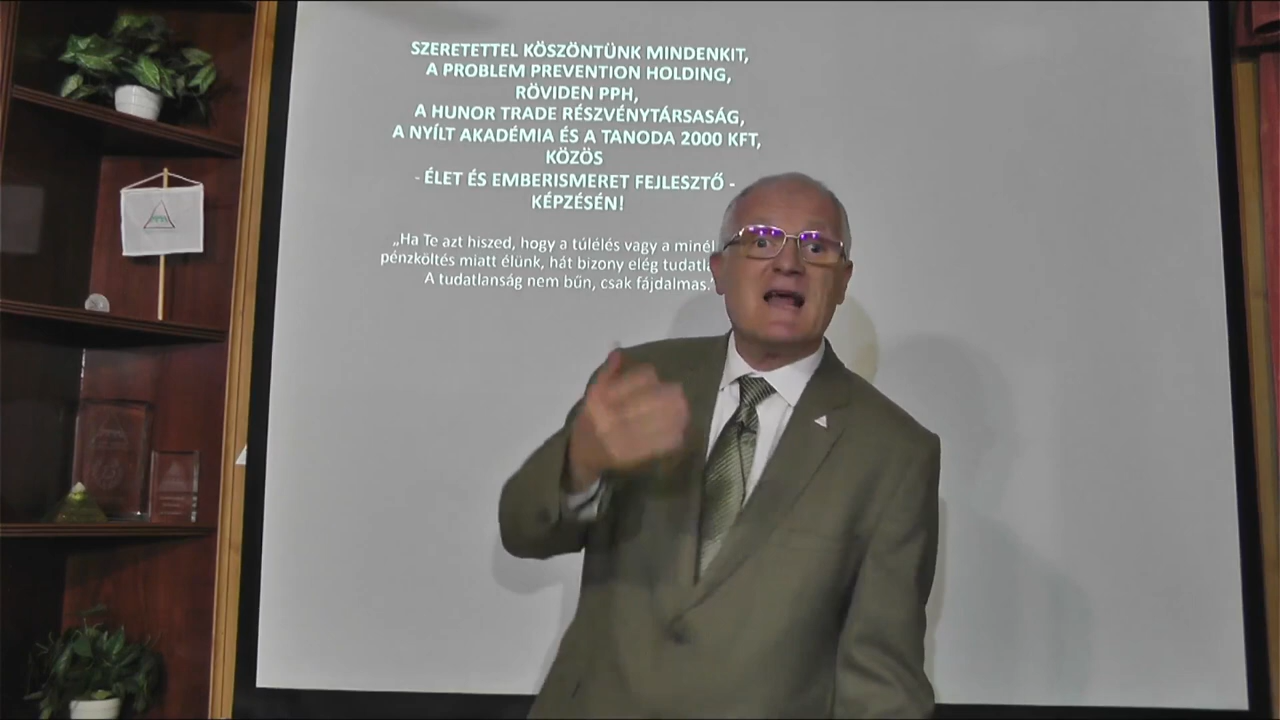 SZERETETTEL KÖSZÖNTÜNK MINDENKIT,
A PROBLEM PREVENTION HOLDING,
RÖVIDEN PPH,
A HUNOR TRADE RÉSZVÉNYTÁRSASÁG,
A NYÍLT AKADÉMIA ÉS A TANODA 2000 KFT,
KÖZÖS
- ÉLET ÉS EMBERISMERET FEJLESZTŐ -
KÉPZÉSÉN!
„Ha Te azt hiszed, hogy a túlélés vagy a
pénzköltés miatt élünk, hát bizony elég
A tudatlanság nem bűn, csak fájdalmas.”